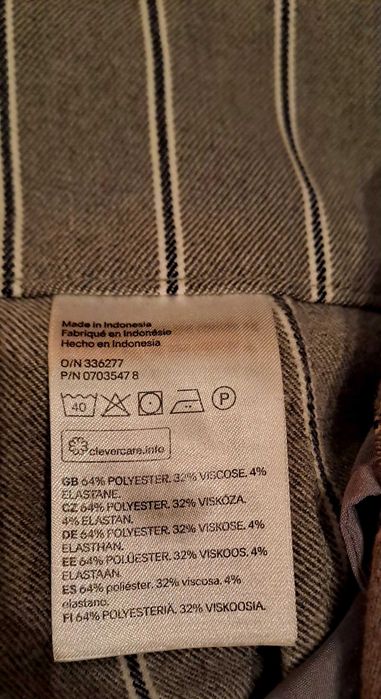 Made in Indonesia
Fabriqué en Indonésie
Hecho en Indonesia
O/N 336277
P/N 0703547 8
40
P
clevercare.info
GB 64% POLYESTER. 32% VISCOSE. 4%
ELASTANE.
CZ 64% POLYESTER. 32% VISKÓZA.
4% ELASTAN.
DE 64% POLYESTER. 32% VISKOSE. 4%
ELASTHAN.
EE 64% POLÜESTER. 32% VISKOOS. 4%
ELASTAAN.
ES 64% poliéster. 32% viscosa. 4%
elastano.
FI 64% POLYESTERIÄ. 32% VISKOOSIA.